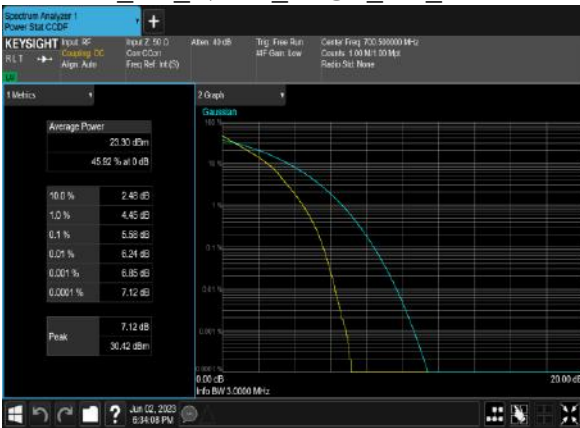 Spectrum Analyzer 1
Power Stat CCDF
KEYSIGHT
Input: RF
Coupling: DC
Align: Auto
Input Z: 50 Ω
Corr CCorr
Freq Ref: Int (S)
Atten: 40 dB
Trig: Free Run
#IF Gain: Low
Center Freq: 700.500000 MHz
Counts: 1.00 M/1.00 Mpt
Radio Std: None
RLT
1 Metrics
2 Graph
Gaussian
Average Power
23.30 dBm
45.92 % at 0 dB
10.0 % 2.48 dB
1.0 % 4.45 dB
0.1 % 5.58 dB
0.01 % 6.24 dB
0.001 % 6.85 dB
0.0001 % 7.12 dB
Peak
7.12 dB
30.42 dBm
100 %
10 %
1 %
0.1 %
0.01 %
0.001 %
0.0001 %
0.00 dB
20.00 dB
Info BW 3.0000 MHz
?
Jun 02, 2023
6:34:08 PM